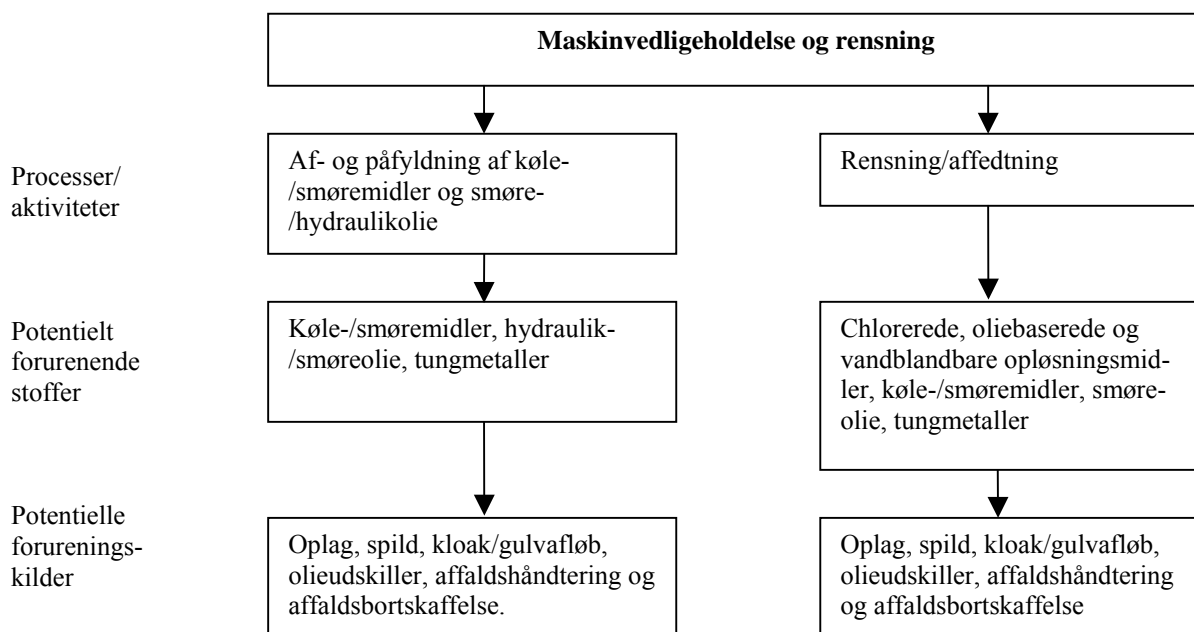 Maskinvedligeholdelse og rensning
Processer/
aktiviteter
Af- og påfyldning af køle-
/smøremidler og smøre-
/hydraulikolie
Rensning/affedtning
Potentielt
forurenende
stoffer
Køle-/smøremidler, hydraulik-
/smøreolie, tungmetaller
Chlorerede, oliebaserede og
vandblandbare opløsningsmid-
ler, køle-/smøremidler, smøre-
olie, tungmetaller
Potentielle
forurenings-
kilder
Oplag, spild, kloak/gulvafløb,
olieudskiller, affaldshåndtering og
affaldsbortskaffelse.
Oplag, spild, kloak/gulvafløb,
olieudskiller, affaldshåndtering
og affaldsbortskaffelse